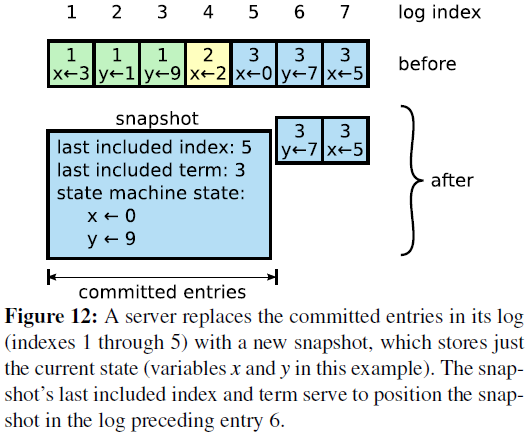 1 2 3 4 5 6 7 log index
1 1 1 2 3 3 3
x←3 y←1 y←9 x←2 x←0 y←7 x←5
before
snapshot
last included index: 5
last included term: 3
state machine state:
x ← 0
y ← 9
3 3
y←7 x←5
after
committed entries
Figure 12: A server replaces the committed entries in its log
(indexes 1 through 5) with a new snapshot, which stores just
the current state (variables x and y in this example). The snap-
shot's last included index and term serve to position the snap-
shot in the log preceding entry 6.